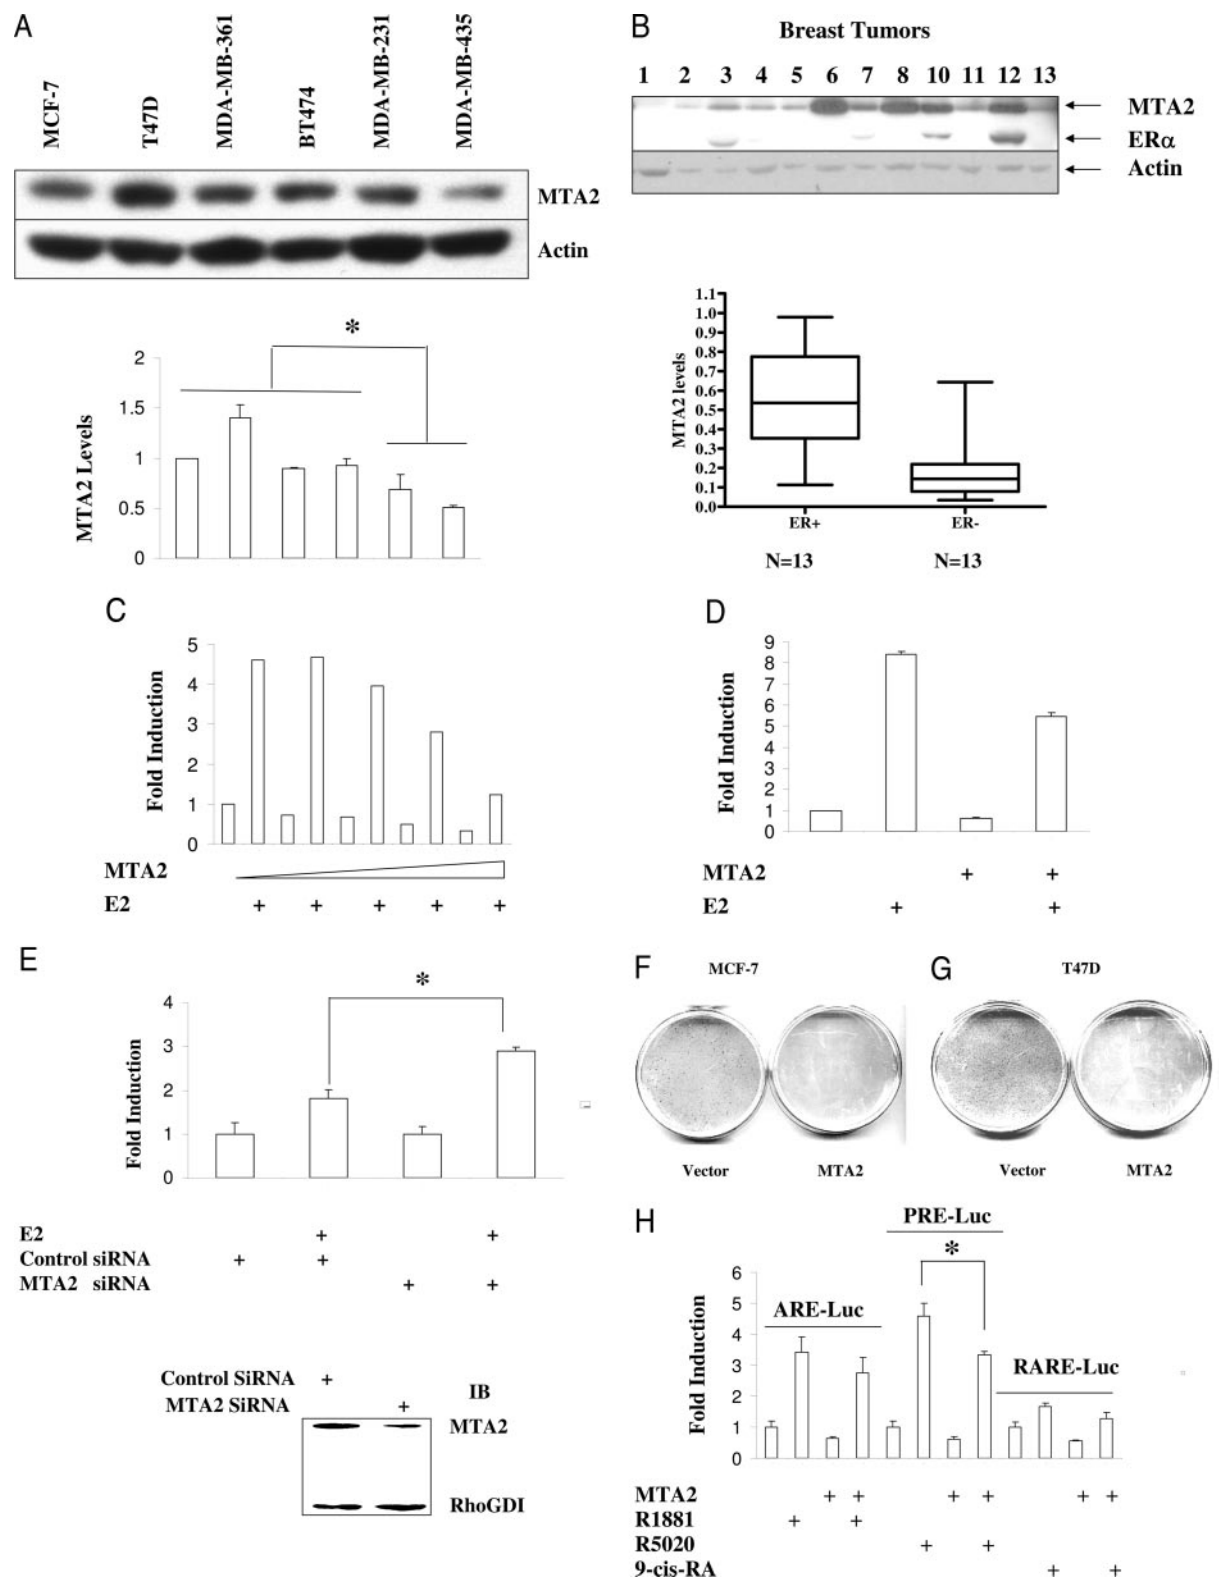 A
MCF-7
T47D
MDA-MB-361
BT474
MDA-MB-231
MDA-MB-435
MTA2
Actin
*
2
1.5
1
0.5
0
MTA2 Levels
B
Breast Tumors
1 2 3 4 5 6 7 8 10 11 12 13
MTA2
ERα
Actin
1.1
1.0
0.9
0.8
0.7
0.6
0.5
0.4
0.3
0.2
0.1
0.0
MTA2 levels
ER+ ER-
N=13 N=13
C
5
4
3
2
1
0
Fold Induction
MTA2
E2 + + + + +
D
9
8
7
6
5
4
3
2
1
0
Fold Induction
MTA2 + +
E2 + +
E
*
4
3
2
1
0
Fold Induction
E2 + +
Control siRNA + +
MTA2 siRNA + +
Control SiRNA +
MTA2 SiRNA +
IB
MTA2
RhoGDI
F
MCF-7
Vector MTA2
G
T47D
Vector MTA2
H
PRE-Luc
*
ARE-Luc
RARE-Luc
6
5
4
3
2
1
0
Fold Induction
MTA2 + + + + + +
R1881 + +
R5020 + +
9-cis-RA + +